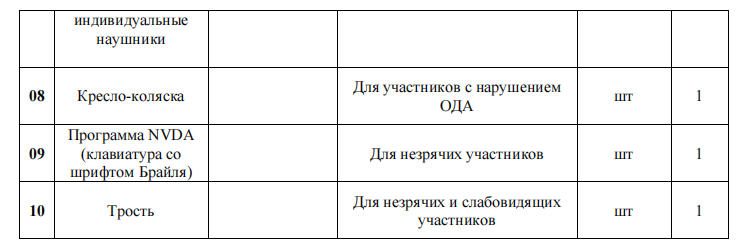 индивидуальные
наушники
08 Кресло-коляска Для участников с нарушением
ОДА шт 1
09 Программа NVDA
(клавиатура со
шрифтом Брайля) Для незрячих участников шт 1
10 Трость Для незрячих и слабовидящих
участников шт 1